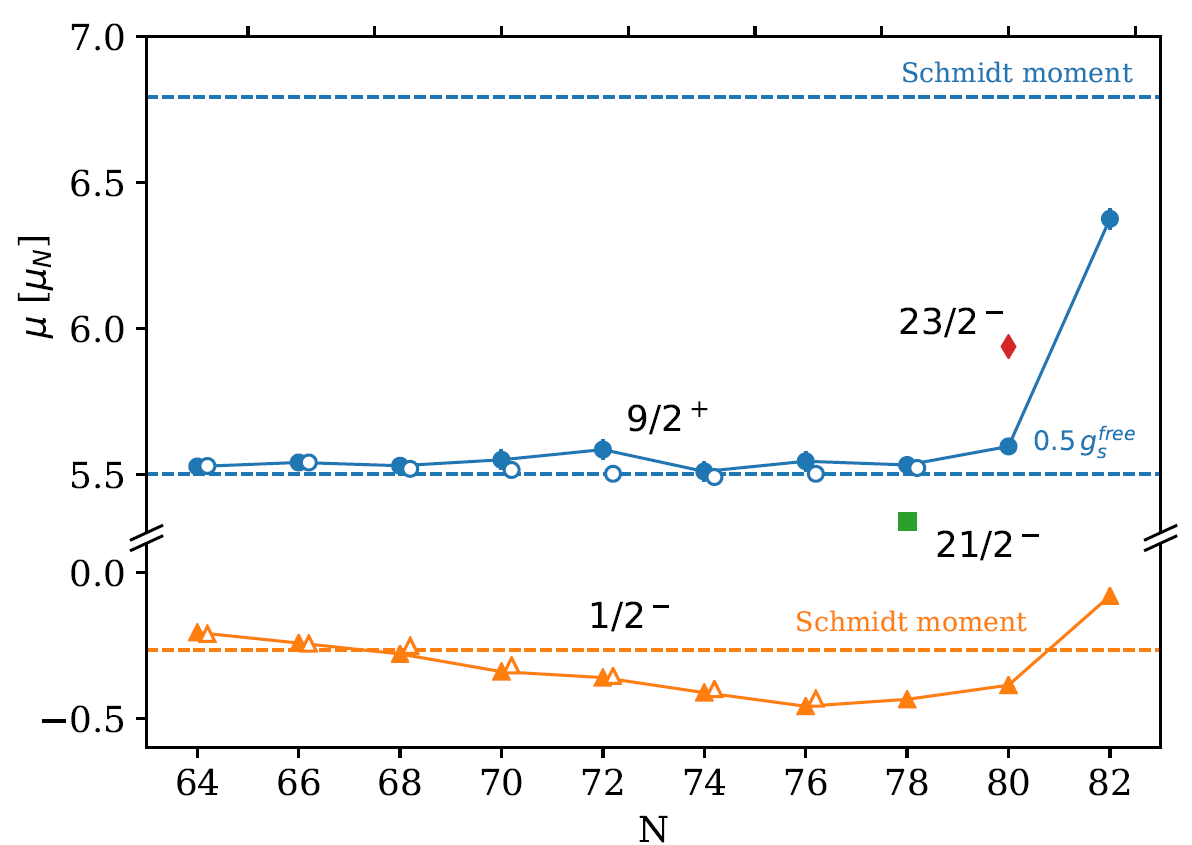 7.0
Schmidt moment
6.5
μ [μ_N]
6.0
23/2⁻
9/2⁺
0.5 g_s^{free}
5.5
21/2⁻
0.0
1/2⁻
Schmidt moment
−0.5
64 66 68 70 72 74 76 78 80 82
N